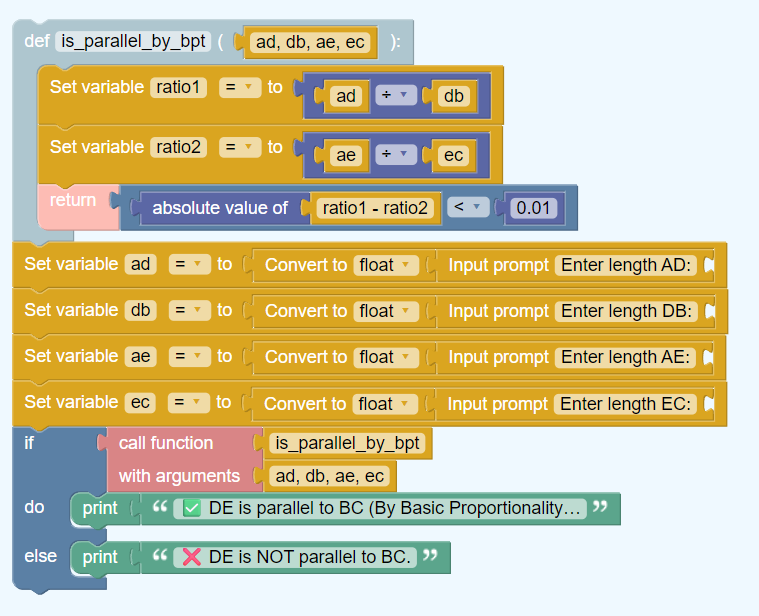 def is_parallel_by_bpt ( ad, db, ae, ec ):
Set variable ratio1 = to ad ÷ db
Set variable ratio2 = to ae ÷ ec
return absolute value of ratio1 - ratio2 < 0.01
Set variable ad = to Convert to float Input prompt Enter length AD:
Set variable db = to Convert to float Input prompt Enter length DB:
Set variable ae = to Convert to float Input prompt Enter length AE:
Set variable ec = to Convert to float Input prompt Enter length EC:
if call function is_parallel_by_bpt
with arguments ad, db, ae, ec
do print “ ✅ DE is parallel to BC (By Basic Proportionality... ”
else print “ ❌ DE is NOT parallel to BC. ”